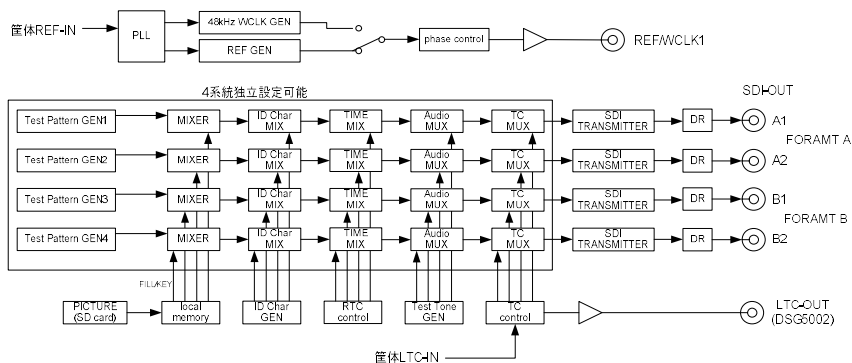 筐体REF-IN
PLL
48kHz WCLK GEN
REF GEN
phase control
REF/WCLK1
4系統独立設定可能
SDI-OUT
Test Pattern GEN1
MIXER
ID Char
MIX
TIME
MIX
Audio
MUX
TC
MUX
SDI
TRANSMITTER
DR
A1
FORAMT A
Test Pattern GEN2
MIXER
ID Char
MIX
TIME
MIX
Audio
MUX
TC
MUX
SDI
TRANSMITTER
DR
A2
Test Pattern GEN3
MIXER
ID Char
MIX
TIME
MIX
Audio
MUX
TC
MUX
SDI
TRANSMITTER
DR
B1
FORAMT B
Test Pattern GEN4
MIXER
ID Char
MIX
TIME
MIX
Audio
MUX
TC
MUX
SDI
TRANSMITTER
DR
B2
FILL/KEY
PICTURE
(SD card)
local
memory
ID Char
GEN
RTC
control
Test Tone
GEN
TC
control
LTC-OUT
(DSG5002)
筐体LTC-IN